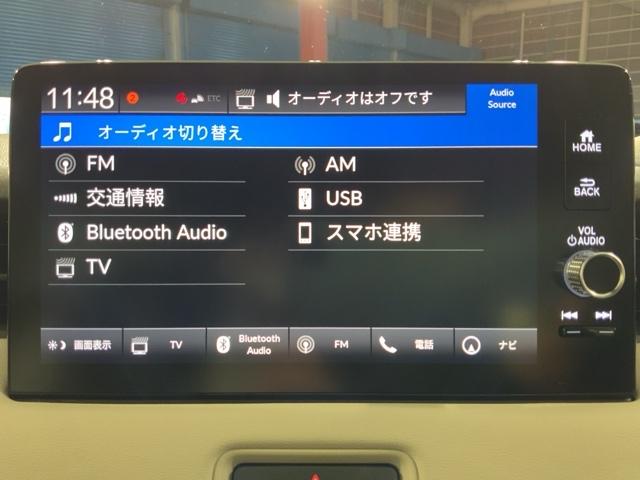 11:48 2 ETC オーディオはオフです Audio Source
オーディオ切り替え
FM AM
交通情報 USB
Bluetooth Audio スマホ連携
TV
画面表示 TV Bluetooth Audio FM 電話 ナビ
HOME
BACK
VOL
AUDIO